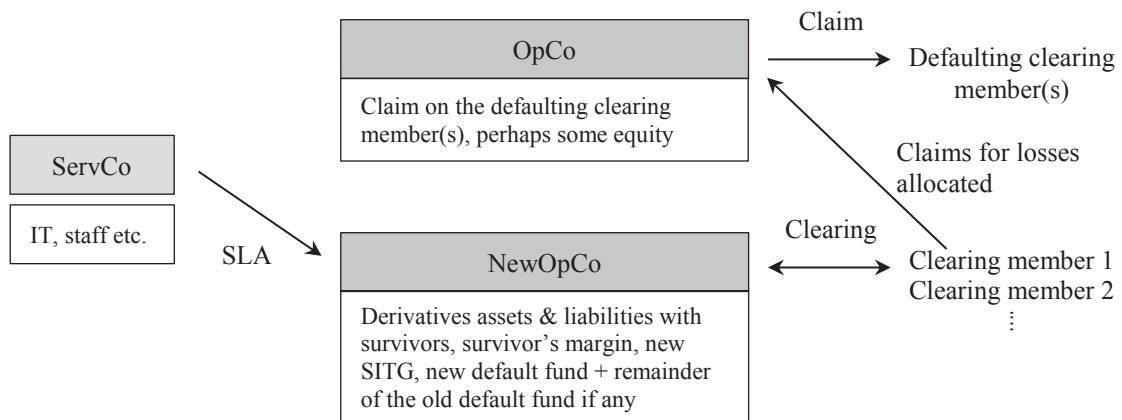 OpCo
Claim on the defaulting clearing
member(s), perhaps some equity
Claim
Defaulting clearing
member(s)
ServCo
IT, staff etc.
SLA
Claims for losses
allocated
NewOpCo
Derivatives assets & liabilities with
survivors, survivor’s margin, new
SITG, new default fund + remainder
of the old default fund if any
Clearing
Clearing member 1
Clearing member 2
⋮